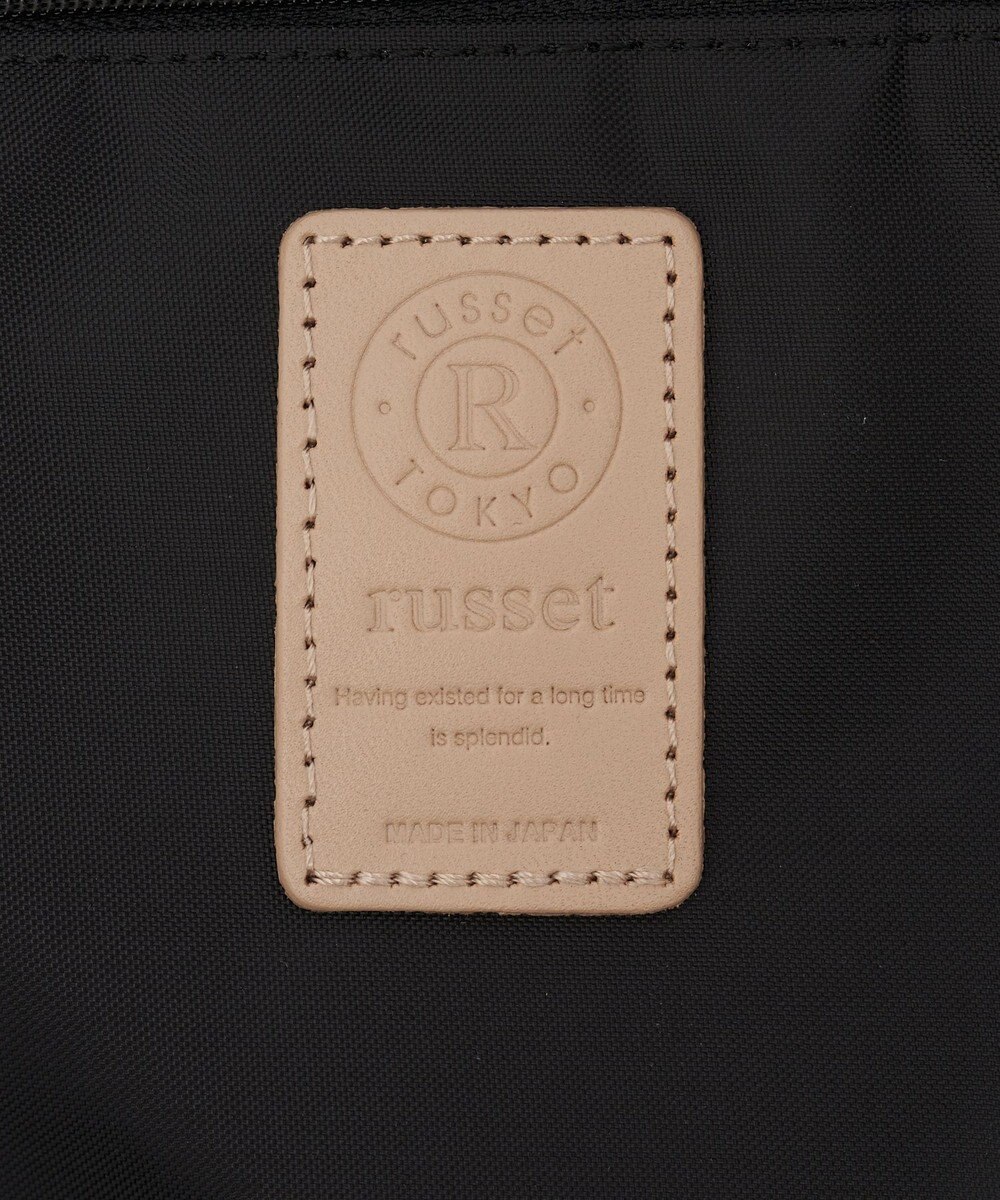 russet
R
TOKYO
russet
Having existed for a long time
is splendid.
MADE IN JAPAN